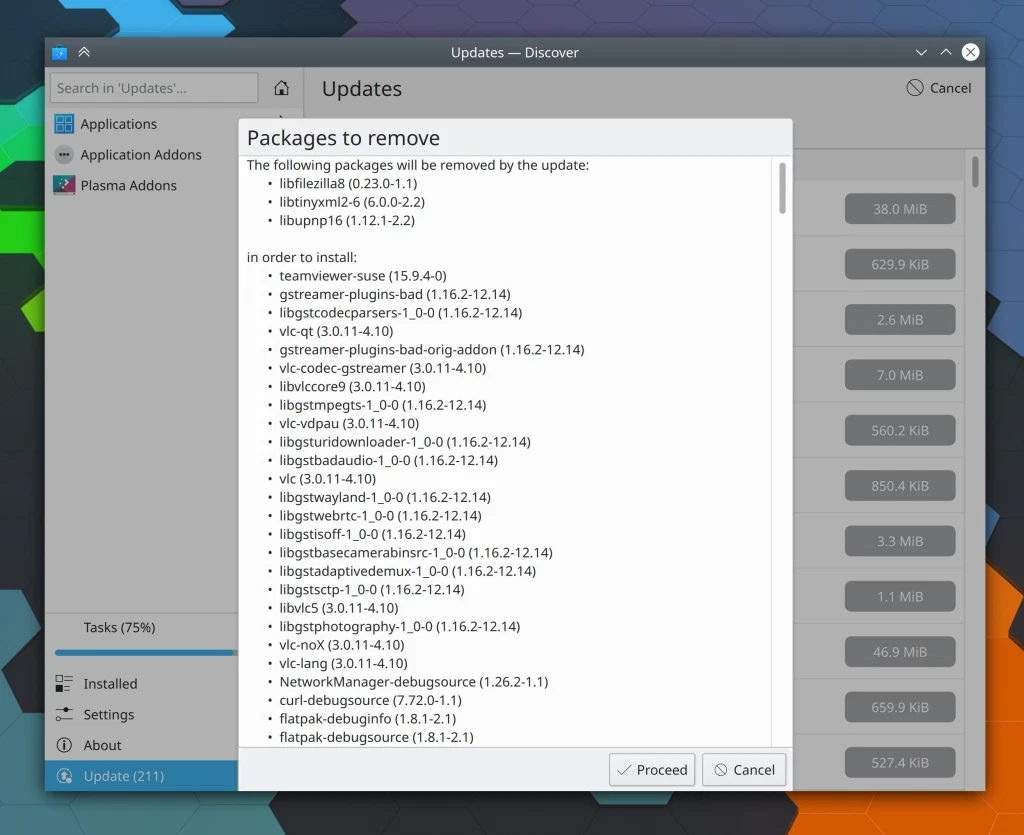 Updates — Discover
Search in 'Updates'...
Updates
Cancel
Applications
Application Addons
Plasma Addons
Packages to remove
The following packages will be removed by the update:
• libfilezilla8 (0.23.0-1.1)
• libtinyxml2-6 (6.0.0-2.2)
• libupnp16 (1.12.1-2.2)
in order to install:
• teamviewer-suse (15.9.4-0)
• gstreamer-plugins-bad (1.16.2-12.14)
• libgstcodecparsers-1_0-0 (1.16.2-12.14)
• vlc-qt (3.0.11-4.10)
• gstreamer-plugins-bad-orig-addon (1.16.2-12.14)
• vlc-codec-gstreamer (3.0.11-4.10)
• libvlccore9 (3.0.11-4.10)
• libgstmpegts-1_0-0 (1.16.2-12.14)
• vlc-vdpau (3.0.11-4.10)
• libgsturidownloader-1_0-0 (1.16.2-12.14)
• libgstbadaudio-1_0-0 (1.16.2-12.14)
• vlc (3.0.11-4.10)
• libgstwayland-1_0-0 (1.16.2-12.14)
• libgstwebrtc-1_0-0 (1.16.2-12.14)
• libgstisoff-1_0-0 (1.16.2-12.14)
• libgstbasecamerabinsrc-1_0-0 (1.16.2-12.14)
• libgstadaptivedemux-1_0-0 (1.16.2-12.14)
• libgstsctp-1_0-0 (1.16.2-12.14)
• libvlc5 (3.0.11-4.10)
• libgstphotography-1_0-0 (1.16.2-12.14)
• vlc-noX (3.0.11-4.10)
• vlc-lang (3.0.11-4.10)
• NetworkManager-debugsource (1.26.2-1.1)
• curl-debugsource (7.72.0-1.1)
• flatpak-debuginfo (1.8.1-2.1)
• flatpak-debugsource (1.8.1-2.1)
Proceed
Cancel
38.0 MiB
629.9 KiB
2.6 MiB
7.0 MiB
560.2 KiB
850.4 KiB
3.3 MiB
1.1 MiB
46.9 MiB
659.9 KiB
527.4 KiB
Tasks (75%)
Installed
Settings
About
Update (211)